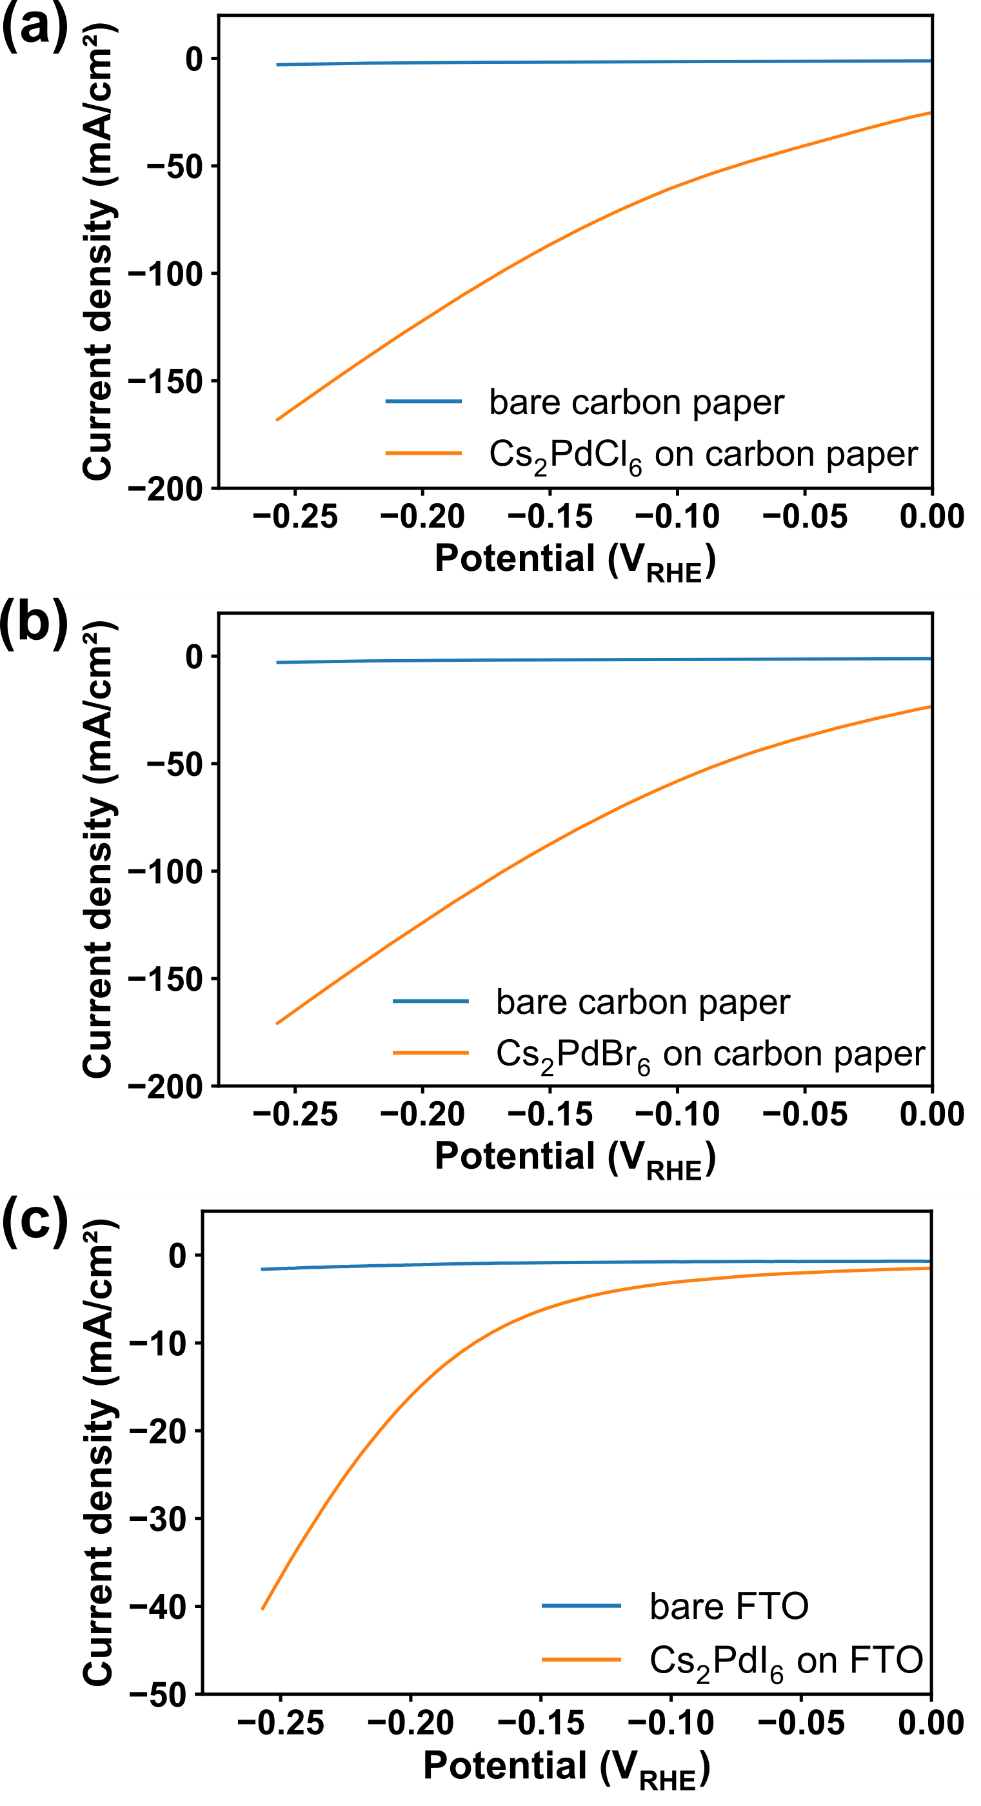 (a)
Current density (mA/cm²)
0
−50
−100
−150
−200
bare carbon paper
Cs₂PdCl₆ on carbon paper
−0.25 −0.20 −0.15 −0.10 −0.05 0.00
Potential (V_RHE)
(b)
Current density (mA/cm²)
0
−50
−100
−150
−200
bare carbon paper
Cs₂PdBr₆ on carbon paper
−0.25 −0.20 −0.15 −0.10 −0.05 0.00
Potential (V_RHE)
(c)
Current density (mA/cm²)
0
−10
−20
−30
−40
−50
bare FTO
Cs₂PdI₆ on FTO
−0.25 −0.20 −0.15 −0.10 −0.05 0.00
Potential (V_RHE)